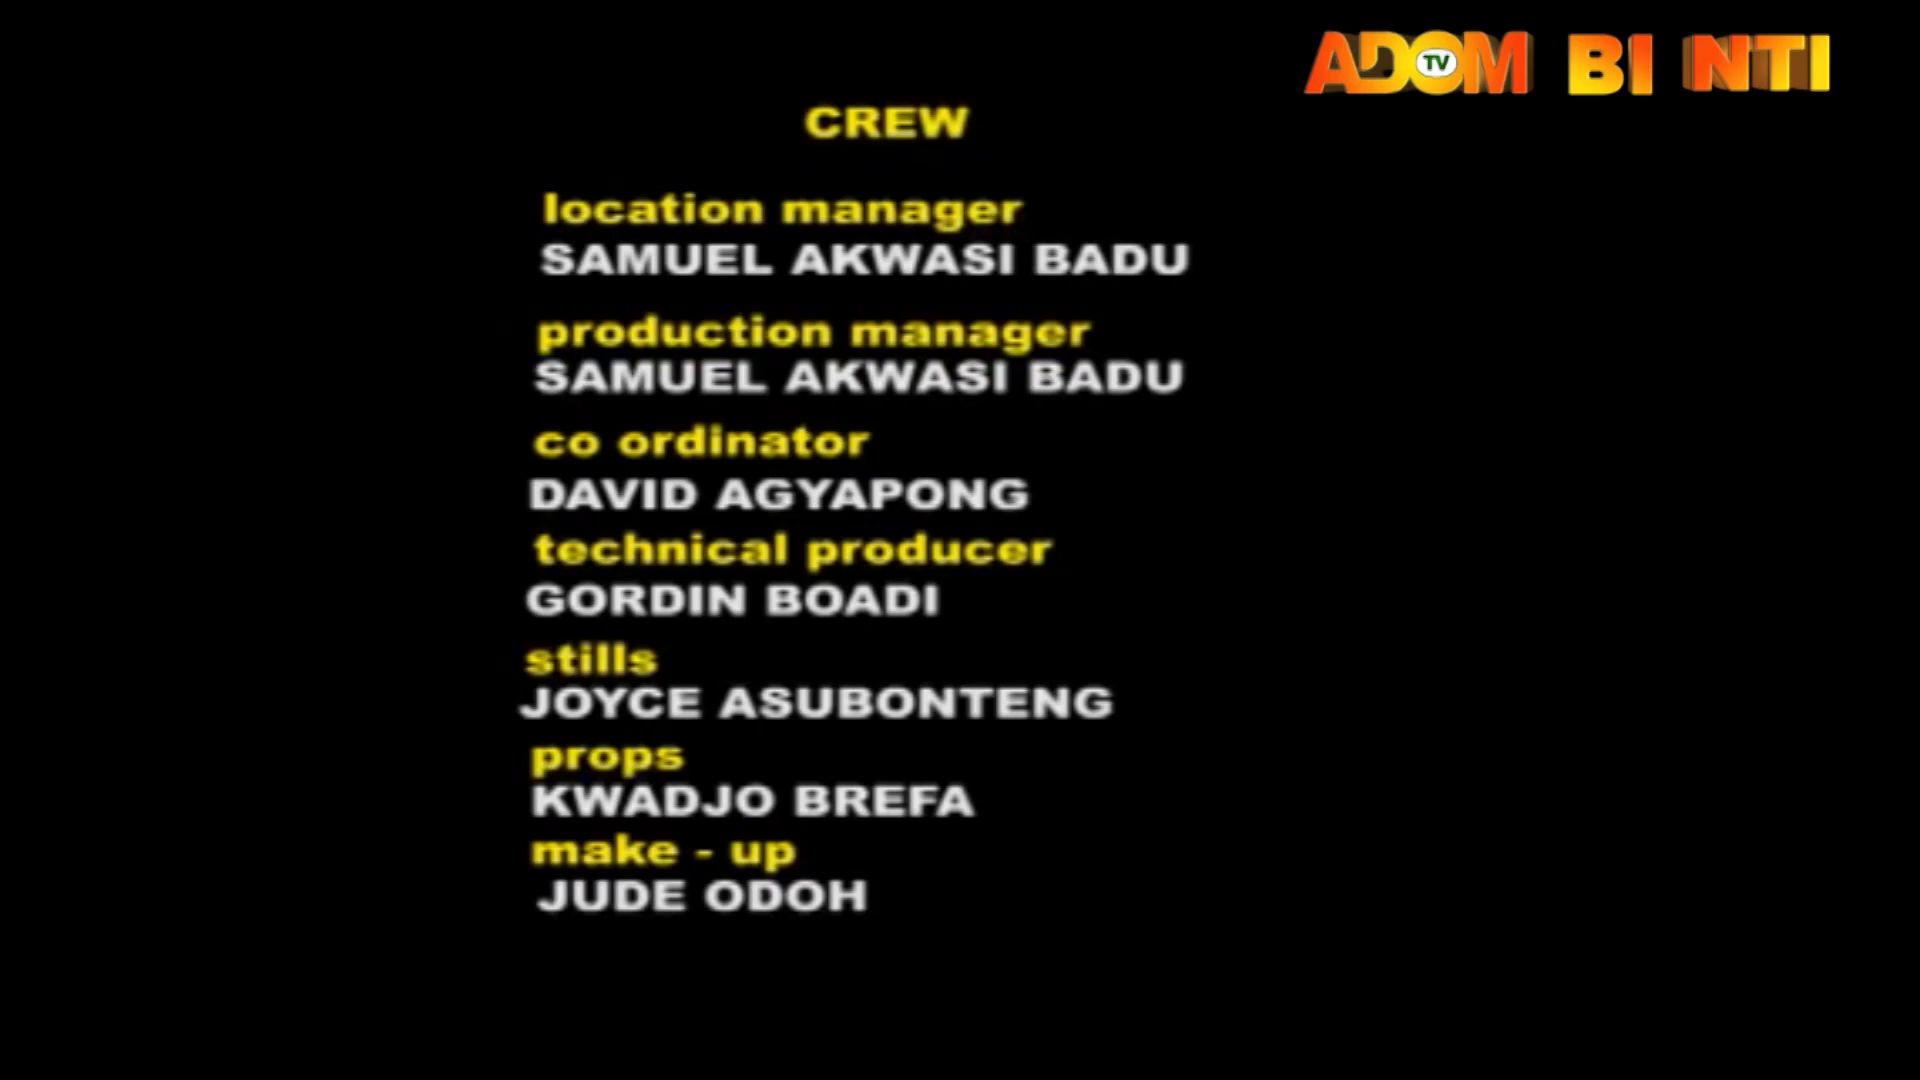 ADOM TV BI NTI
CREW
location manager
SAMUEL AKWASI BADU
production manager
SAMUEL AKWASI BADU
co ordinator
DAVID AGYAPONG
technical producer
GORDIN BOADI
stills
JOYCE ASUBONTENG
props
KWADJO BREFA
make - up
JUDE ODOH